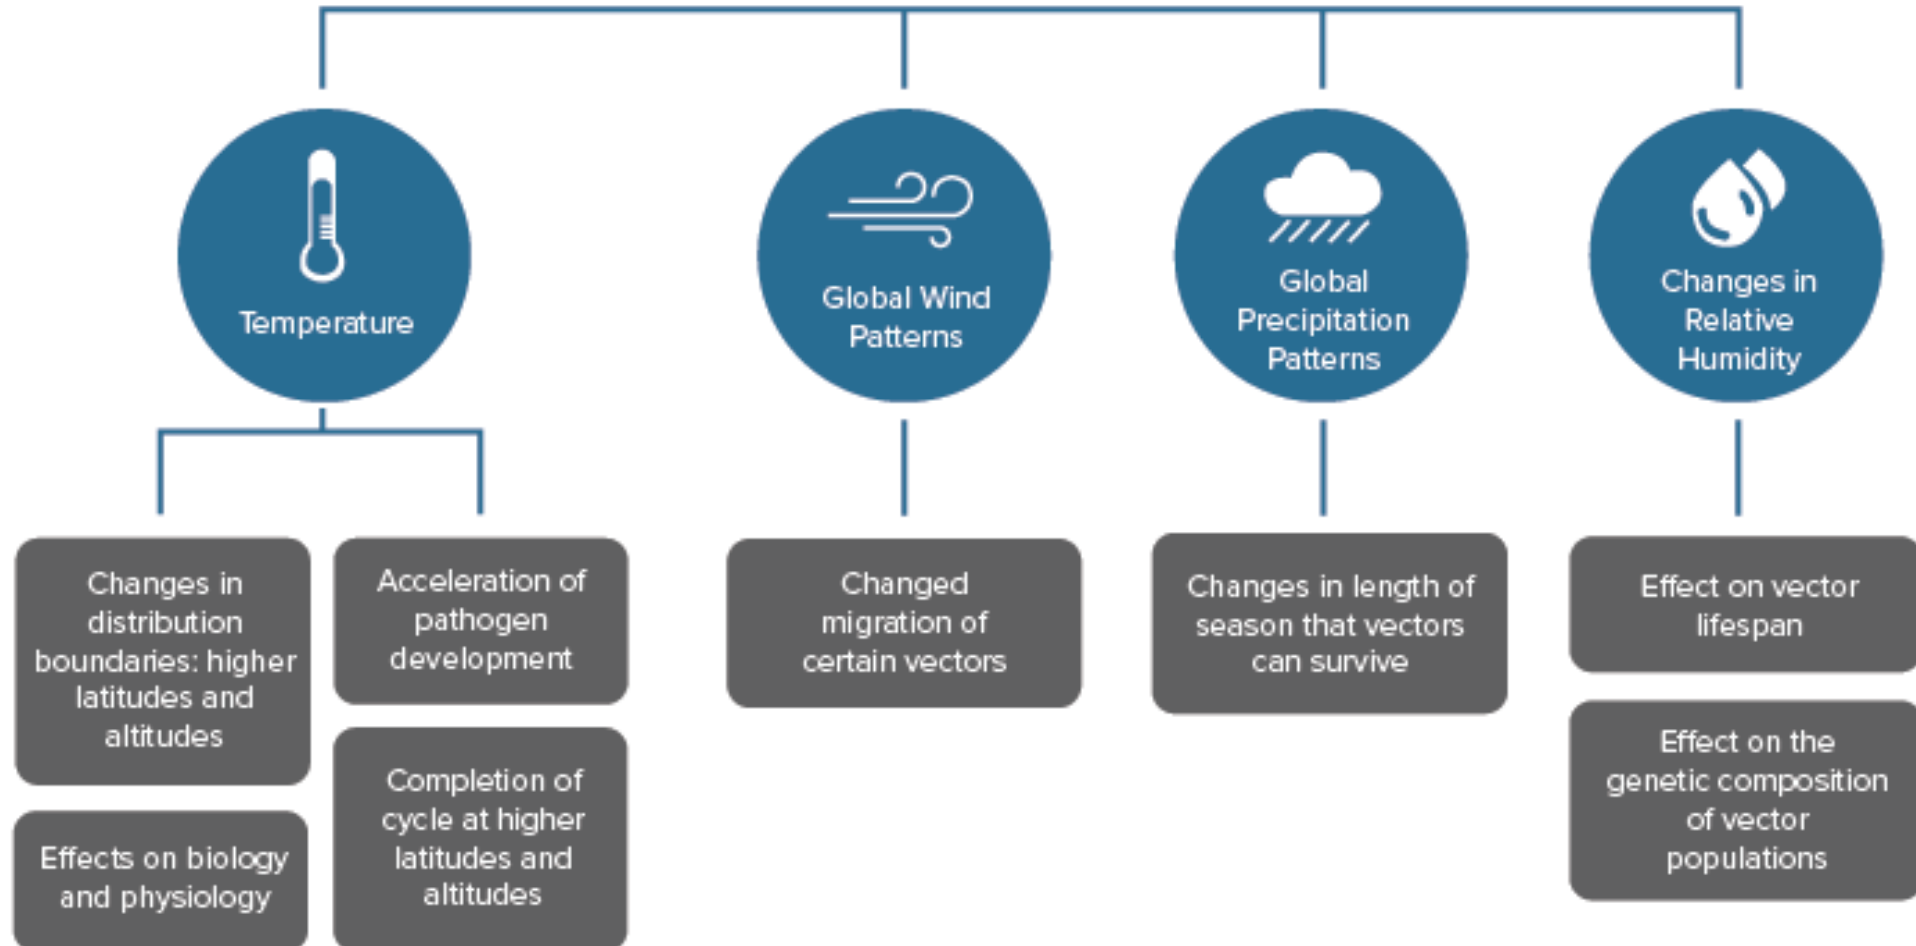 Temperature
Global Wind
Patterns
Global
Precipitation
Patterns
Changes in
Relative
Humidity
Changes in
distribution
boundaries: higher
latitudes and
altitudes
Effects on biology
and physiology
Acceleration of
pathogen
development
Completion of
cycle at higher
latitudes and
altitudes
Changed
migration of
certain vectors
Changes in length of
season that vectors
can survive
Effect on vector
lifespan
Effect on the
genetic composition
of vector
populations